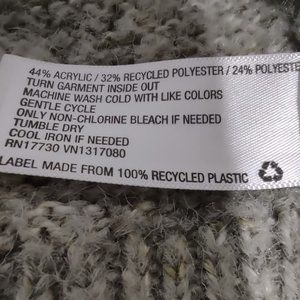 44% ACRYLIC / 32% RECYCLED POLYESTER / 24% POLYESTE
TURN GARMENT INSIDE OUT
MACHINE WASH COLD WITH LIKE COLORS
GENTLE CYCLE
ONLY NON-CHLORINE BLEACH IF NEEDED
TUMBLE DRY
COOL IRON IF NEEDED
RN17730 VN1317080
LABEL MADE FROM 100% RECYCLED PLASTIC